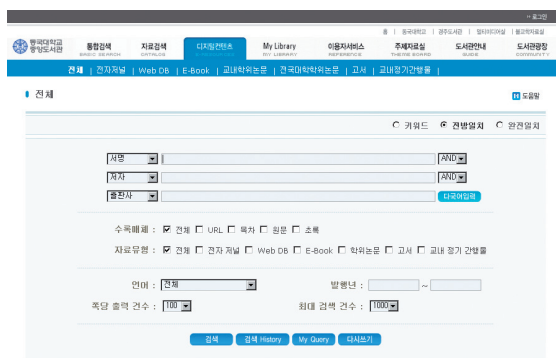 로그인
홈 | 동국대학교 | 경주도서관 | 멀티미디어실 | 불교학자료실
동국대학교 중앙도서관
통합검색 자료검색 디지털컨텐츠 My Library 이용자서비스 주제자료실 도서관안내 도서관광장
BASIC SEARCH CATALOG REFERENCE THEME BOARD GUIDE COMMUNITY
전체 | 전자저널 | Web DB | E-Book | 교내학위논문 | 전국대학학위논문 | 고서 | 교내정기간행물 |
전체
H 도움말
키워드 전방일치 완전일치
서명 AND
저자 AND
출판사 다국어입력
수록매체 : 전체 URL 목차 원문 초록
자료유형 : 전체 전자 저널 Web DB E-Book 학위논문 고서 교내 정기 간행물
언어 : 전체 발행년 : ~
쪽당 출력 건수 : 100 최대 검색 건수 : 1000
검색 검색 History My Query 다시쓰기